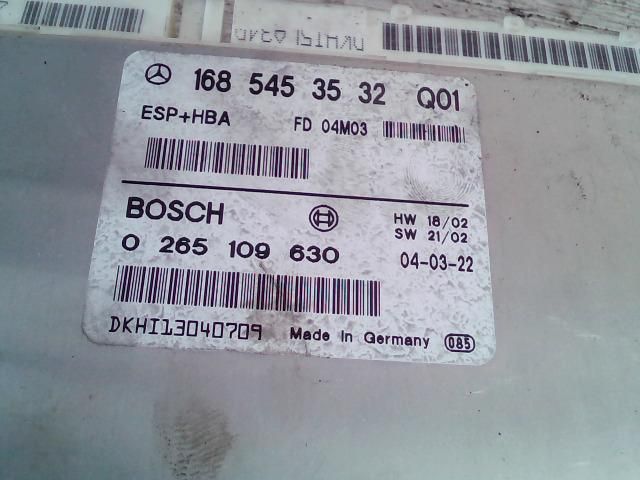 168 545 35 32 Q01
ESP+HBA FD 04M03
BOSCH HW 18/02
SW 21/02
0 265 109 630 04-03-22
DKHI13040709 Made in Germany 085